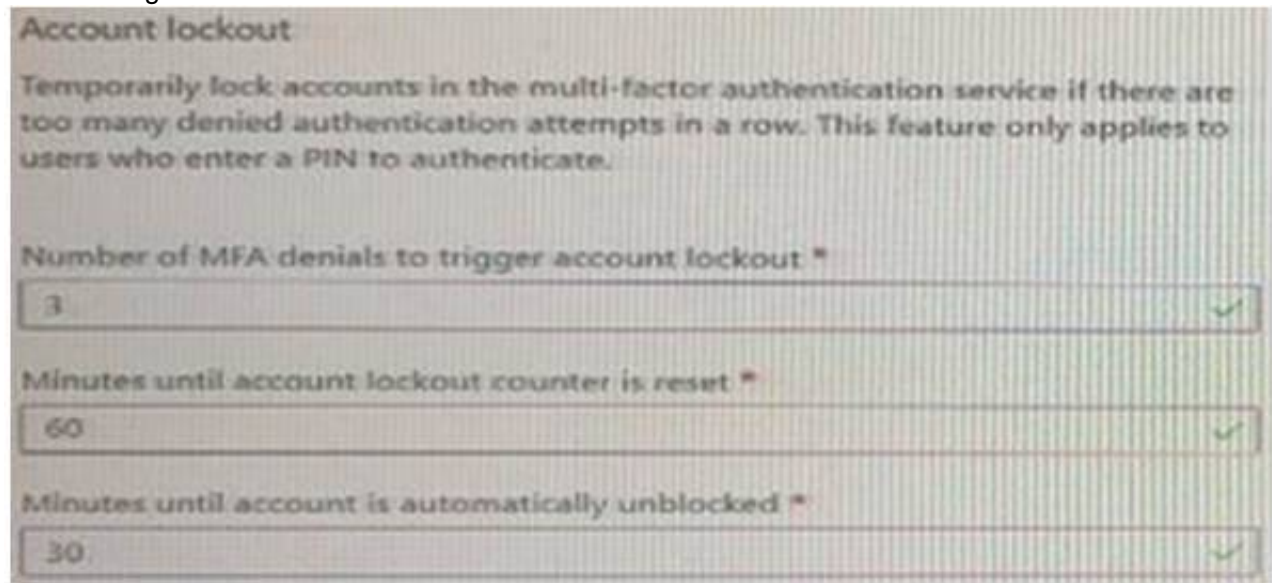 Account lockout
Temporarily lock accounts in the multi-factor authentication service if there are
too many denied authentication attempts in a row. This feature only applies to
users who enter a PIN to authenticate.
Number of MFA denials to trigger account lockout *
3
Minutes until account lockout counter is reset *
60
Minutes until account is automatically unblocked *
30